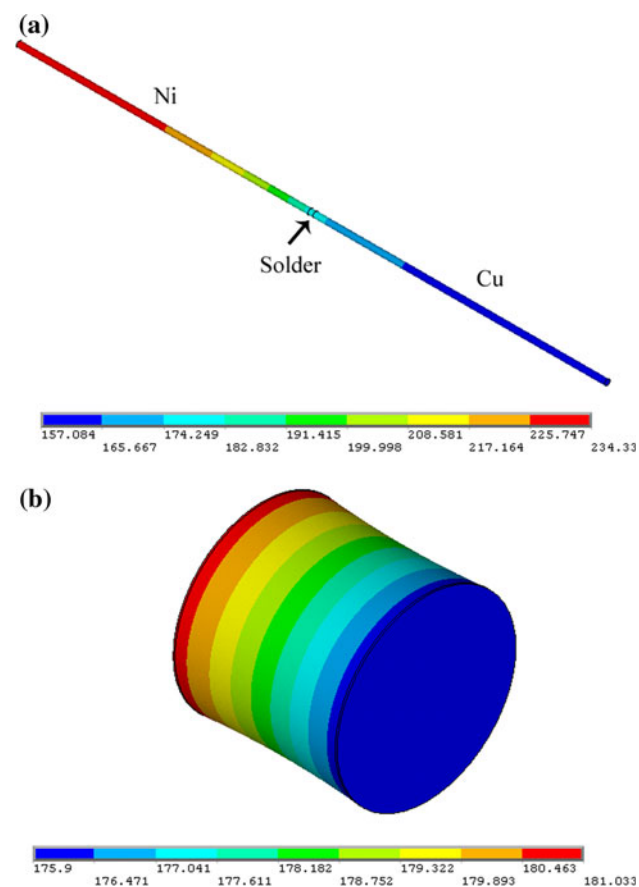 (a)
Ni
Solder
Cu
157.084 174.249 191.415 208.581 225.747
165.667 182.832 199.998 217.164 234.33
(b)
175.9 177.041 178.182 179.322 180.463
176.471 177.611 178.752 179.893 181.033